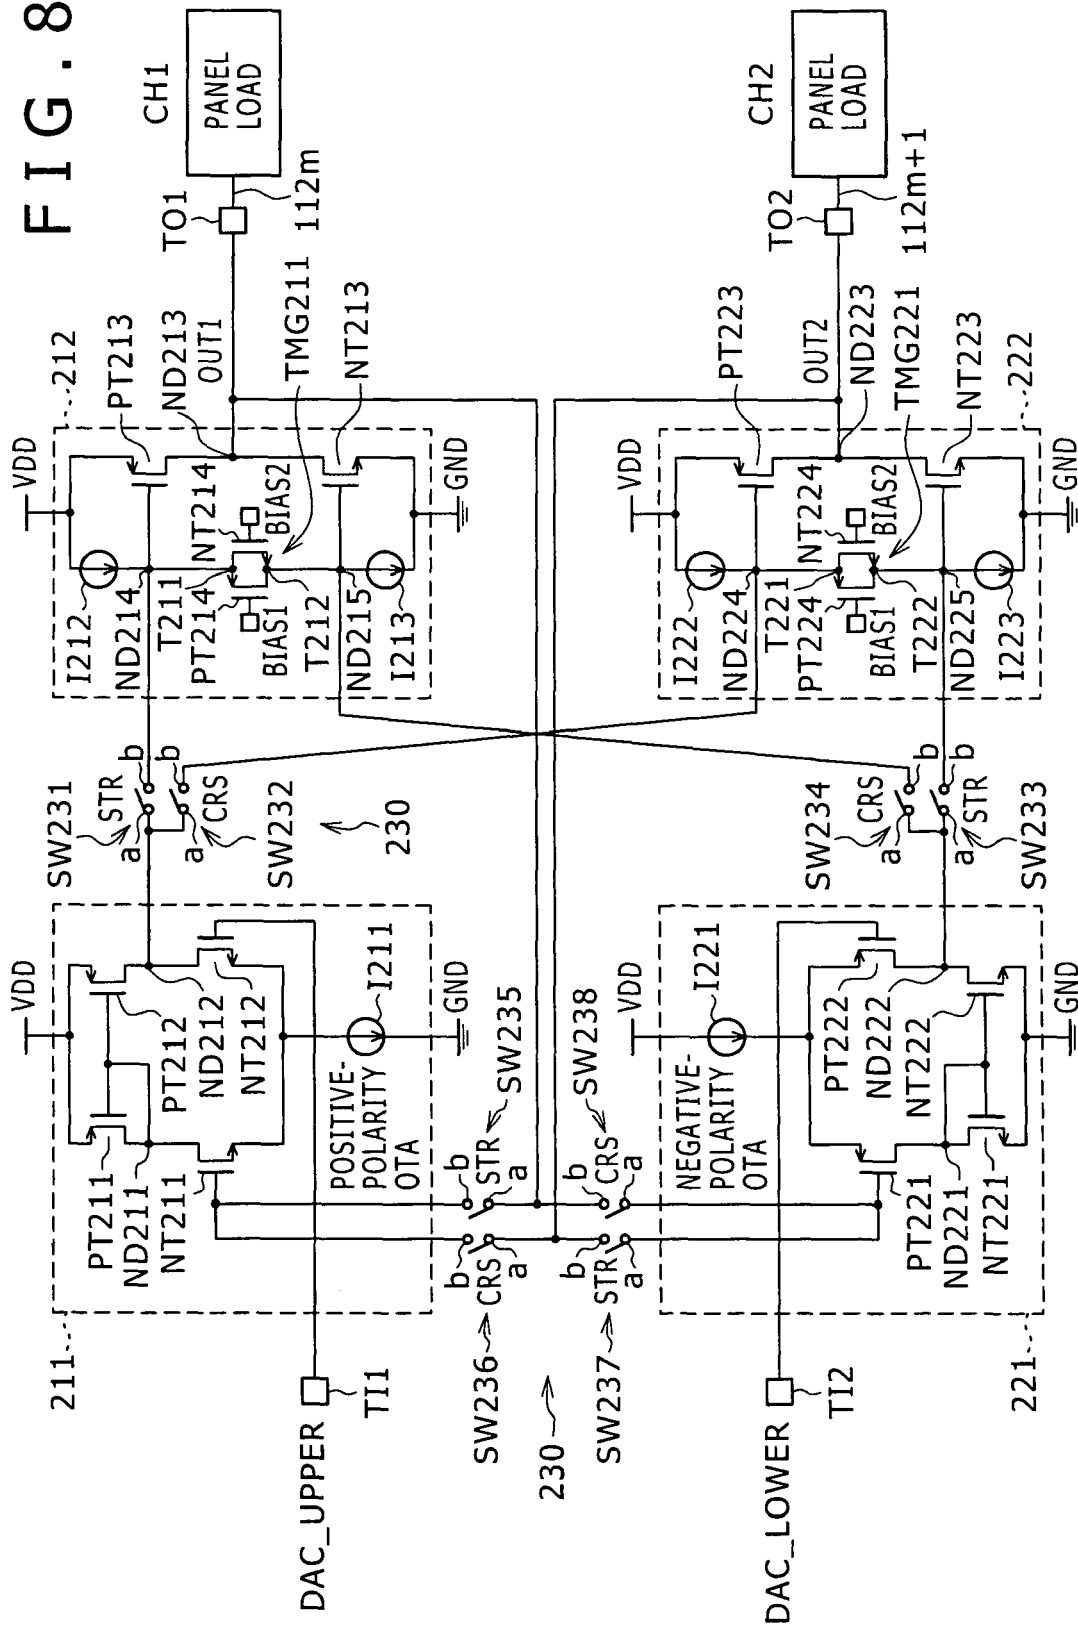 FIG. 8
211
VDD
PT211
ND211
NT211
PT212
ND212
NT212
POSITIVE-
POLARITY
OTA
I211
GND
DAC_UPPER
TI1
SW231
STR
a
b
a
b
CRS
SW232
230
212
VDD
I212
ND214
T211
PT214
NT214
BIAS1
BIAS2
T212
ND215
I213
GND
PT213
ND213
OUT1
TMG211
NT213
TO1
112m
CH1
PANEL
LOAD
SW235
b
STR
a
SW236
b
CRS
a
SW238
b
CRS
a
SW237
b
STR
a
230
221
VDD
NEGATIVE-
POLARITY
OTA
I221
PT221
ND221
NT221
PT222
ND222
NT222
GND
DAC_LOWER
TI2
SW234
CRS
a
b
a
b
STR
SW233
222
VDD
I222
ND224
T221
PT224
NT224
BIAS1
BIAS2
T222
ND225
I223
GND
PT223
OUT2
ND223
TMG221
NT223
TO2
112m+1
CH2
PANEL
LOAD